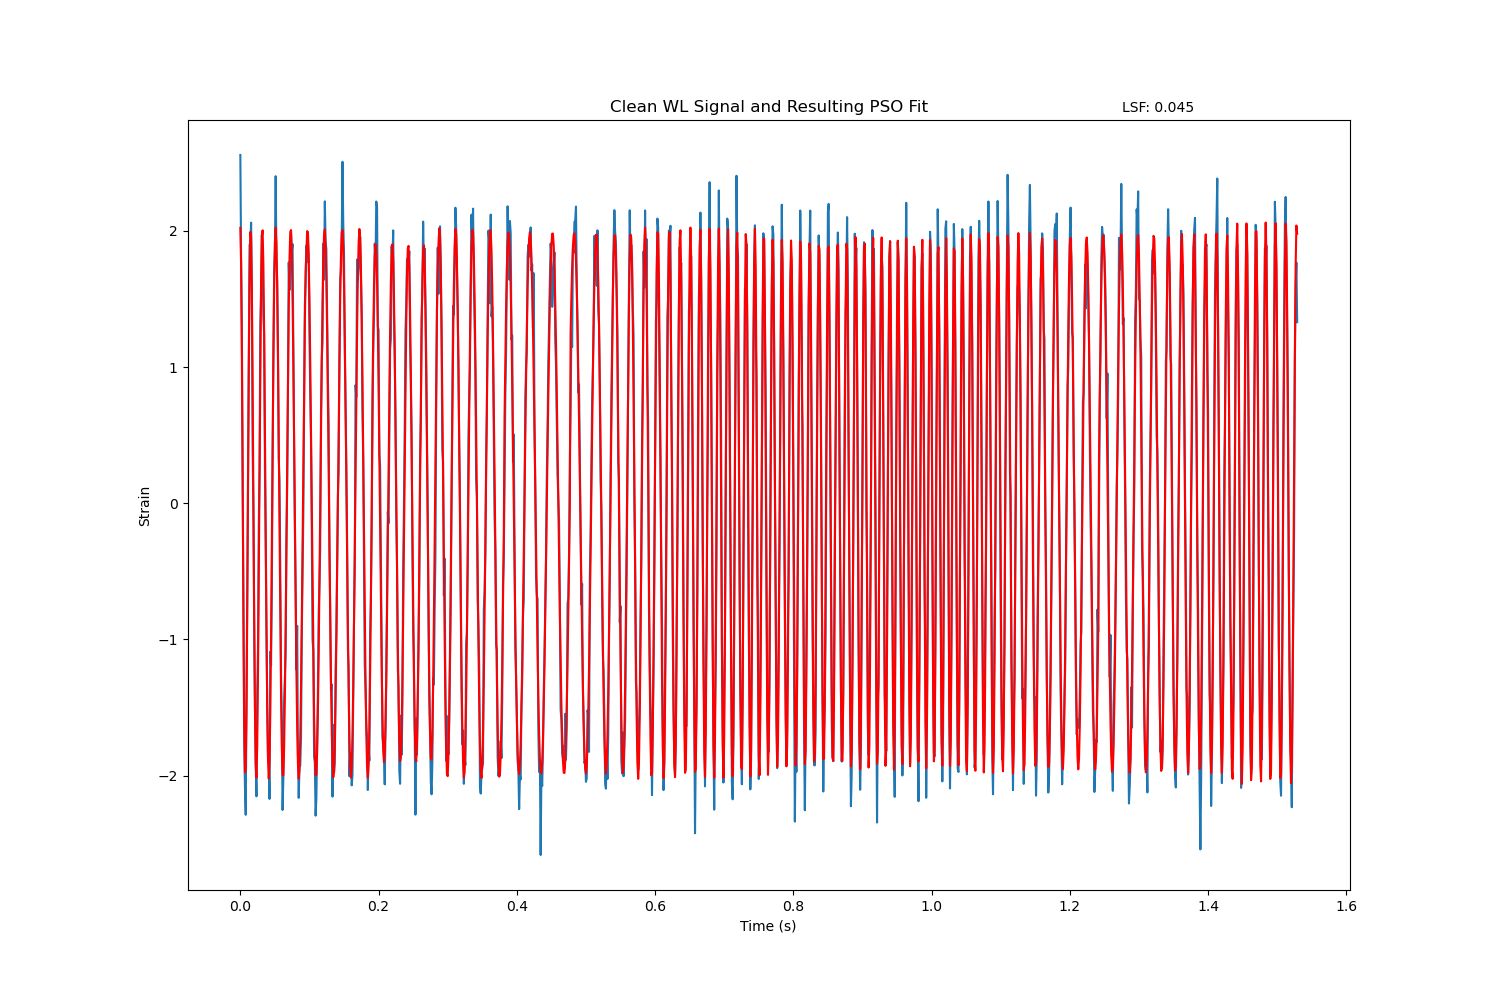 Clean WL Signal and Resulting PSO Fit
LSF: 0.045
2
1
0
−1
−2
Strain
0.0 0.2 0.4 0.6 0.8 1.0 1.2 1.4 1.6
Time (s)